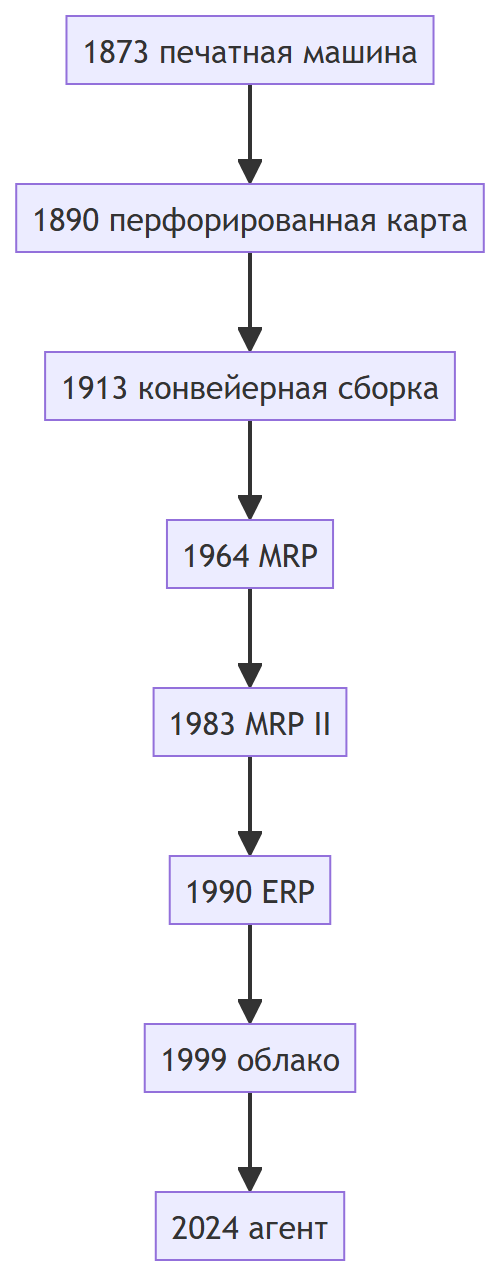 1873 печатная машина
1890 перфорированная карта
1913 конвейерная сборка
1964 MRP
1983 MRP II
1990 ERP
1999 облако
2024 агент